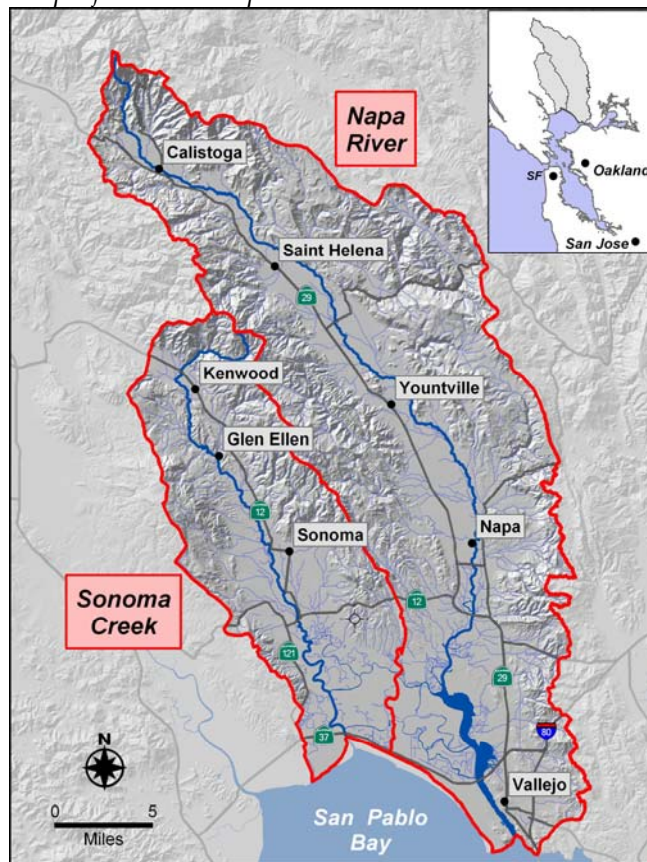 Napa
River
Calistoga
SF
Oakland
San Jose
Saint Helena
29
Kenwood
Yountville
Glen Ellen
12
Napa
Sonoma
Sonoma
Creek
12
121
29
37
80
N
0 5
Miles
Vallejo
San Pablo
Bay